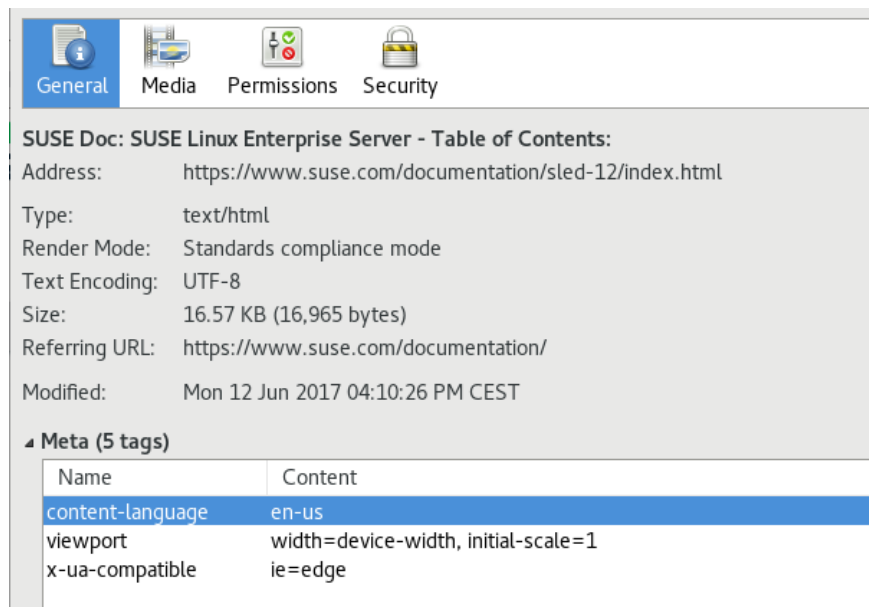 General Media Permissions Security
SUSE Doc: SUSE Linux Enterprise Server - Table of Contents:
Address: https://www.suse.com/documentation/sled-12/index.html
Type: text/html
Render Mode: Standards compliance mode
Text Encoding: UTF-8
Size: 16.57 KB (16,965 bytes)
Referring URL: https://www.suse.com/documentation/
Modified: Mon 12 Jun 2017 04:10:26 PM CEST
Meta (5 tags)
Name Content
content-language en-us
viewport width=device-width, initial-scale=1
x-ua-compatible ie=edge